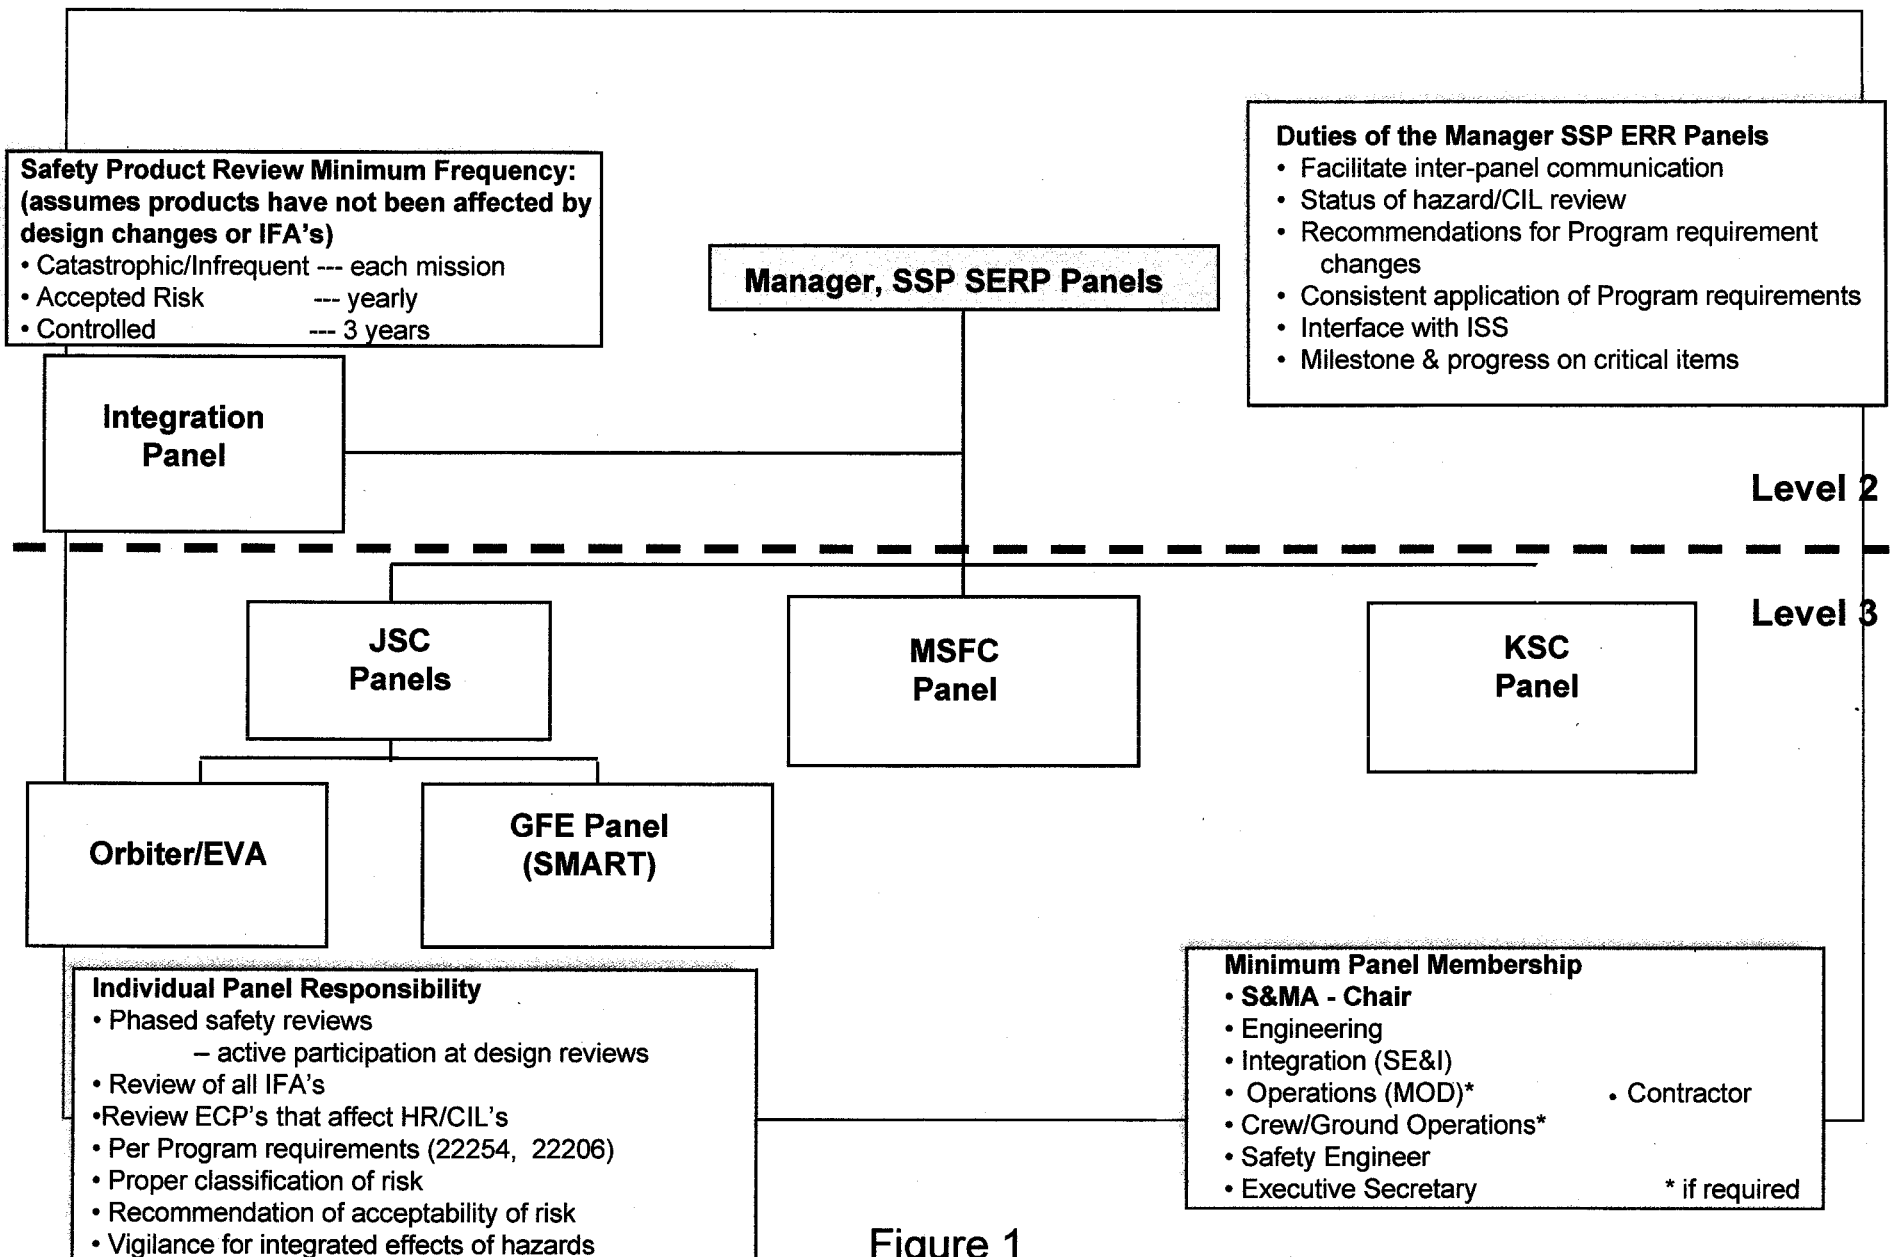 Safety Product Review Minimum Frequency:
(assumes products have not been affected by
design changes or IFA's)
• Catastrophic/Infrequent --- each mission
• Accepted Risk --- yearly
• Controlled --- 3 years
Duties of the Manager SSP ERR Panels
• Facilitate inter-panel communication
• Status of hazard/CIL review
• Recommendations for Program requirement
changes
• Consistent application of Program requirements
• Interface with ISS
• Milestone & progress on critical items
Manager, SSP SERP Panels
Integration
Panel
Level 2
Level 3
JSC
Panels
MSFC
Panel
KSC
Panel
Orbiter/EVA
GFE Panel
(SMART)
Individual Panel Responsibility
• Phased safety reviews
– active participation at design reviews
• Review of all IFA's
•Review ECP's that affect HR/CIL's
• Per Program requirements (22254, 22206)
• Proper classification of risk
• Recommendation of acceptability of risk
• Vigilance for integrated effects of hazards
Minimum Panel Membership
• S&MA - Chair
• Engineering
• Integration (SE&I)
• Operations (MOD)* • Contractor
• Crew/Ground Operations*
• Safety Engineer
• Executive Secretary * if required
Figure 1